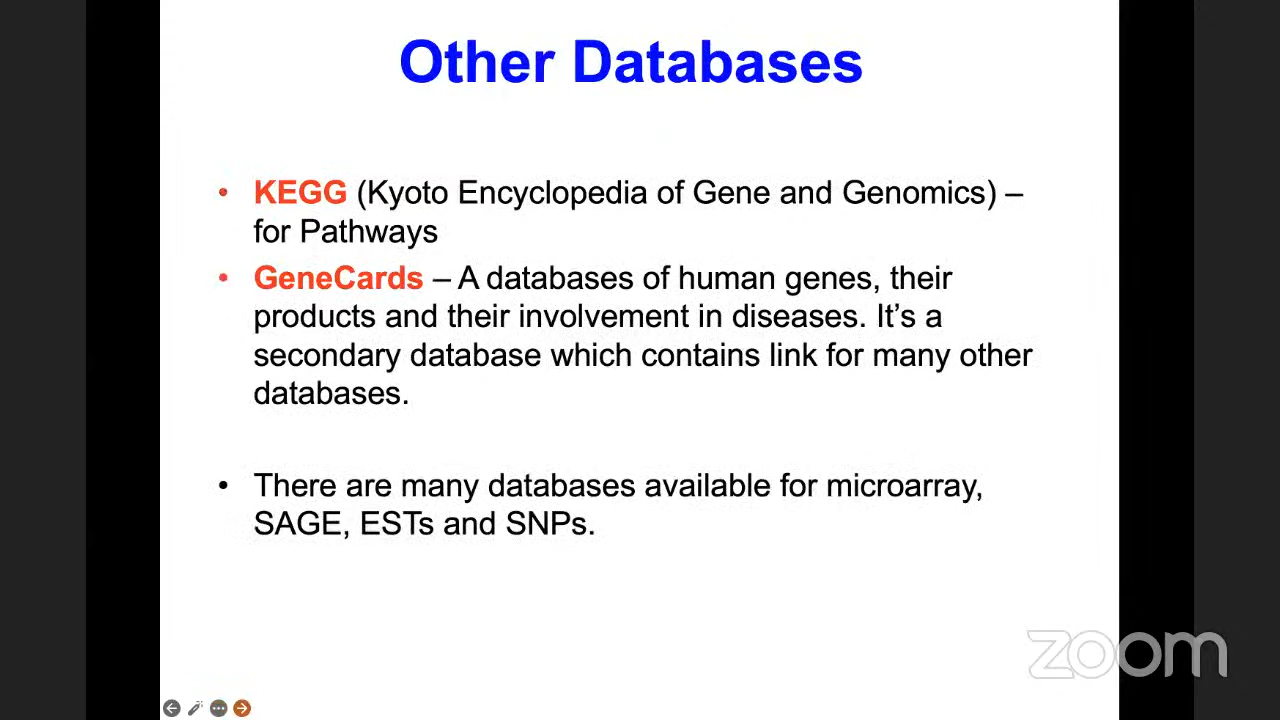 Other Databases
• KEGG (Kyoto Encyclopedia of Gene and Genomics) –
for Pathways
• GeneCards – A databases of human genes, their
products and their involvement in diseases. It’s a
secondary database which contains link for many other
databases.
• There are many databases available for microarray,
SAGE, ESTs and SNPs.
zoom